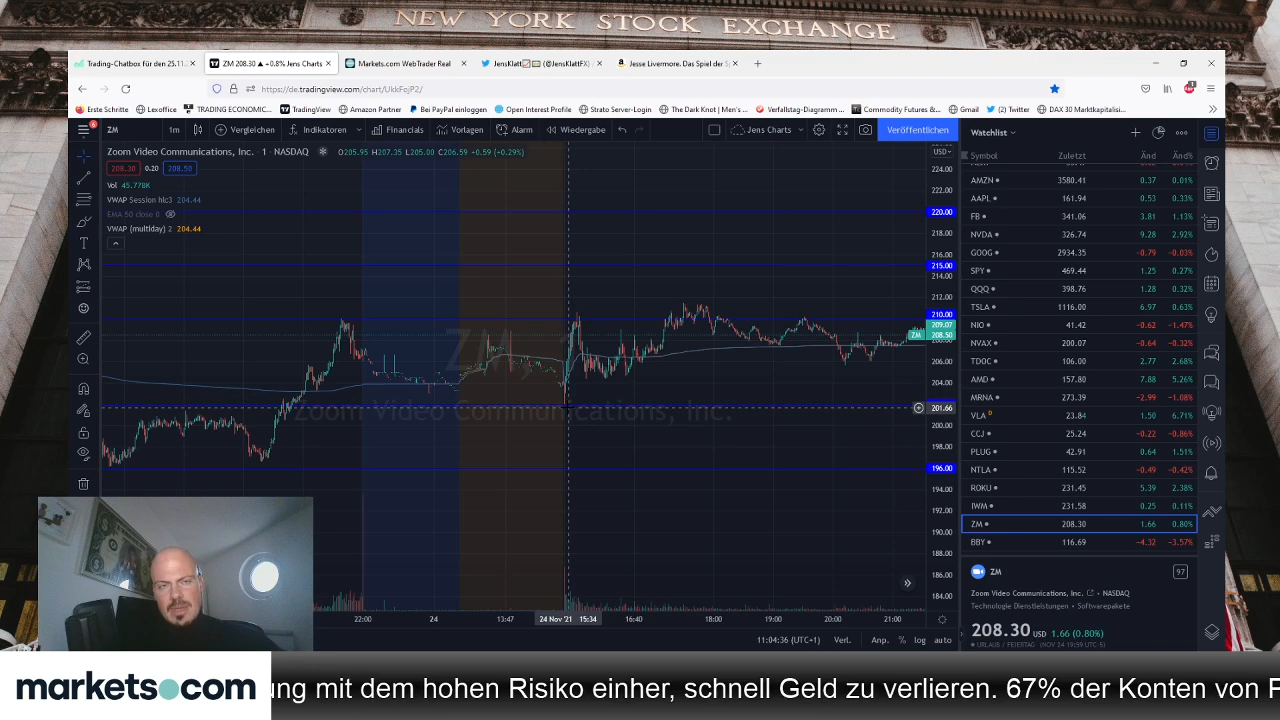 NEW YORK STOCK EXCHANGE
Trading-Chatbox für den 25.11.
ZM 208.30 ▲ +0.8% Jens Charts
Markets.com WebTrader Real
JensKlatt (@JensKlattFX) /
Jesse Livermore. Das Spiel der S
https://de.tradingview.com/chart/UkkFojP2/
Erste Schritte
Lexoffice
TRADING ECONOMIC...
TradingView
Amazon Partner
Bei PayPal einloggen
Open Interest Profile
Strato Server-Login
The Dark Knot | Men's ...
Verfallstag-Diagramm ...
Commodity Futures &...
Gmail
(2) Twitter
DAX 30 Marktkapitalisi...
ZM
1m
Vergleichen
Indikatoren
Financials
Vorlagen
Alarm
Wiedergabe
Jens Charts
Veröffentlichen
Zoom Video Communications, Inc. · 1 · NASDAQ
O205.95 H207.35 L205.00 C206.59 +0.59 (+0.29%)
208.30
0.20
208.50
Vol 45.778K
VWAP Session hlc3 204.44
EMA 50 close 0
VWAP (multiday) 2 204.44
ZM, 1
Zoom Video Communications, Inc.
USD
224.00
222.00
220.00
218.00
216.00
215.00
214.00
212.00
210.00
209.07
ZM 208.50
206.00
204.00
201.66
200.00
198.00
196.00
194.00
192.00
190.00
188.00
186.00
184.00
22:00
24
13:47
24 Nov '21 15:34
16:40
18:00
19:00
20:00
21:00
11:04:36 (UTC+1)
Verl.
Anp.
%
log
auto
Watchlist
Symbol Zuletzt Änd Änd%
AMZN 3580.41 0.37 0.01%
AAPL 161.94 0.53 0.33%
FB 341.06 3.81 1.13%
NVDA 326.74 9.28 2.92%
GOOG 2934.35 −0.79 −0.03%
SPY 469.44 1.25 0.27%
QQQ 398.76 1.28 0.32%
TSLA 1116.00 6.97 0.63%
NIO 41.42 −0.62 −1.47%
NVAX 200.07 −0.64 −0.32%
TDOC 106.00 2.77 2.68%
AMD 157.80 7.88 5.26%
MRNA 273.39 −2.99 −1.08%
VLA D 23.84 1.50 6.71%
CCJ 25.24 −0.22 −0.86%
PLUG 42.91 0.64 1.51%
NTLA 115.52 −0.49 −0.42%
ROKU 231.45 5.39 2.38%
IWM 231.58 0.25 0.11%
ZM 208.30 1.66 0.80%
BBY 116.69 −4.32 −3.57%
ZM
97
Zoom Video Communications, Inc. · NASDAQ
Technologie Dienstleistungen · Softwarepakete
208.30 USD 1.66 (0.80%)
URLAUB / FEIERTAG (NOV 24 19:59 UTC-5)
markets.com
ung mit dem hohen Risiko einher, schnell Geld zu verlieren. 67% der Konten von